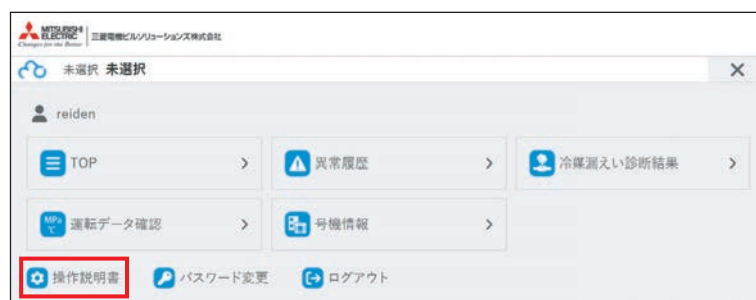 MITSUBISHI
ELECTRIC
Changes for the Better
三菱電機ビルソリューションズ株式会社
未選択 未選択
reiden
TOP
異常履歴
冷媒漏えい診断結果
MPa
℃
運転データ確認
号機情報
操作説明書
パスワード変更
ログアウト